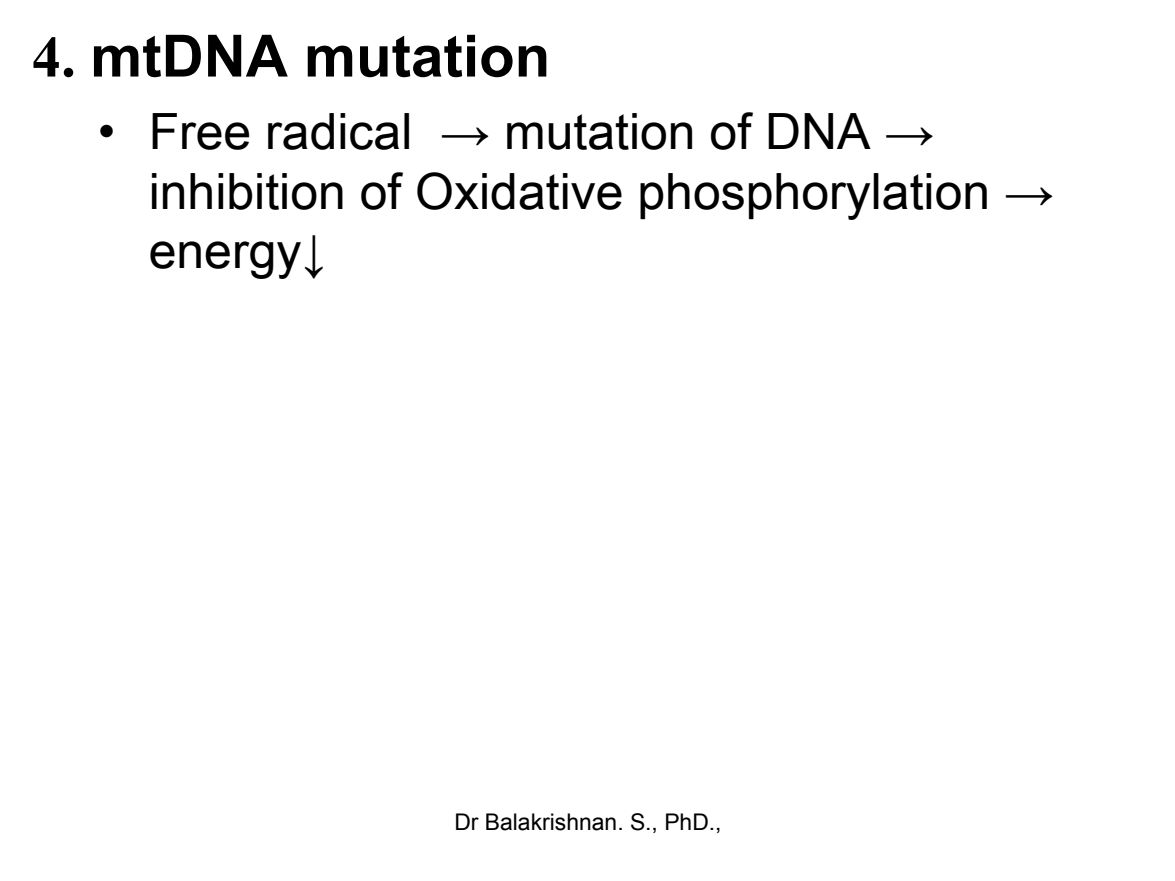 4. mtDNA mutation
• Free radical → mutation of DNA →
inhibition of Oxidative phosphorylation →
energy↓
Dr Balakrishnan. S., PhD.,